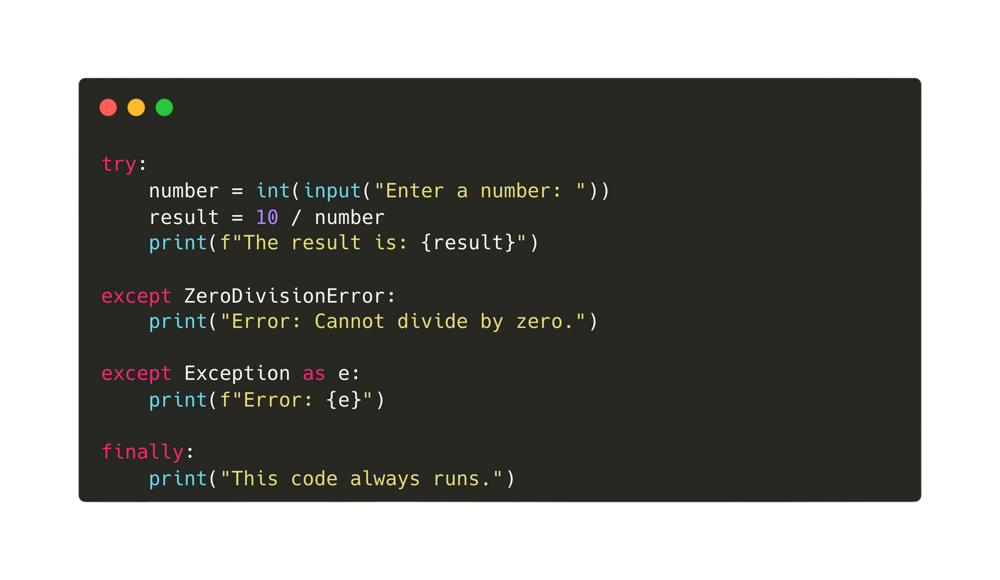 try:
    number = int(input("Enter a number: "))
    result = 10 / number
    print(f"The result is: {result}")
except ZeroDivisionError:
    print("Error: Cannot divide by zero.")
except Exception as e:
    print(f"Error: {e}")
finally:
    print("This code always runs.")